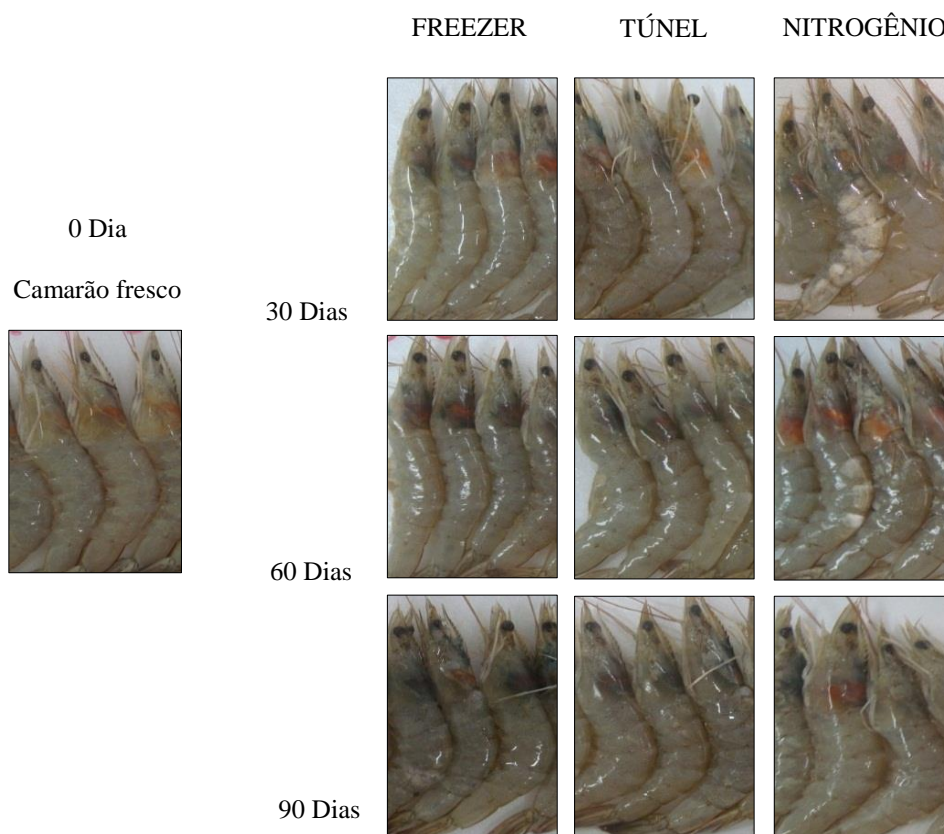 FREEZER
TÚNEL
NITROGÊNIO
0 Dia
Camarão fresco
30 Dias
60 Dias
90 Dias